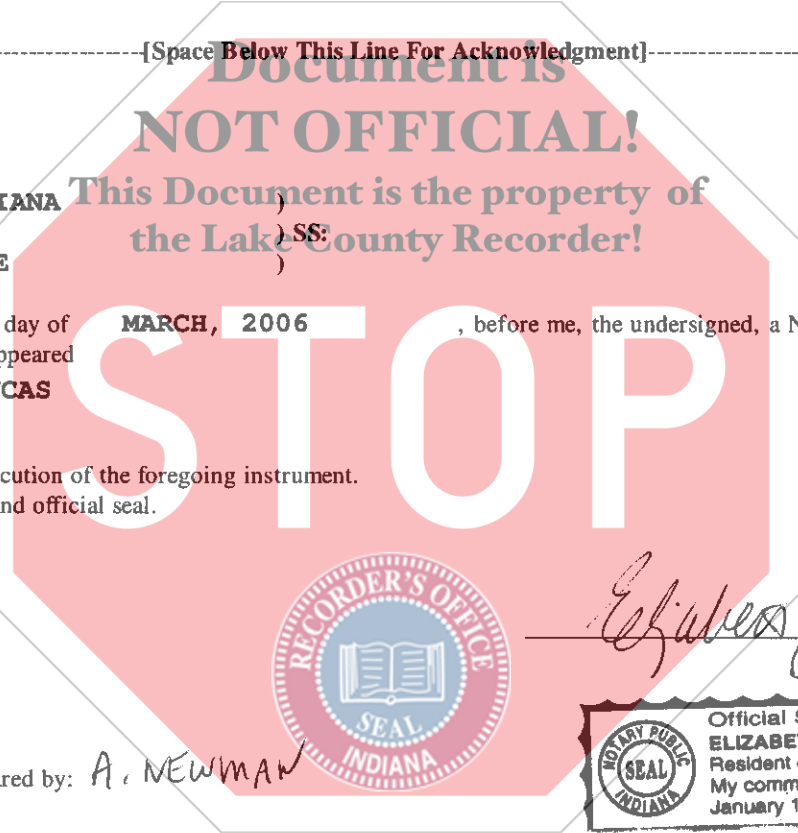 [Space Below This Line For Acknowledgment]
Document is
NOT OFFICIAL!
This Document is the property of
the Lake County Recorder!
IANA )
) SS:
E )
day of MARCH, 2006 , before me, the undersigned, a N
ppeared
CAS
STOP
cution of the foregoing instrument.
nd official seal.
RECORDER'S OFFICE
SEAL
INDIANA
Elizabeth
ared by: A. NEWMAN
NOTARY PUBLIC
SEAL
INDIANA
Official S
ELIZABE
Resident
My comm
January 1